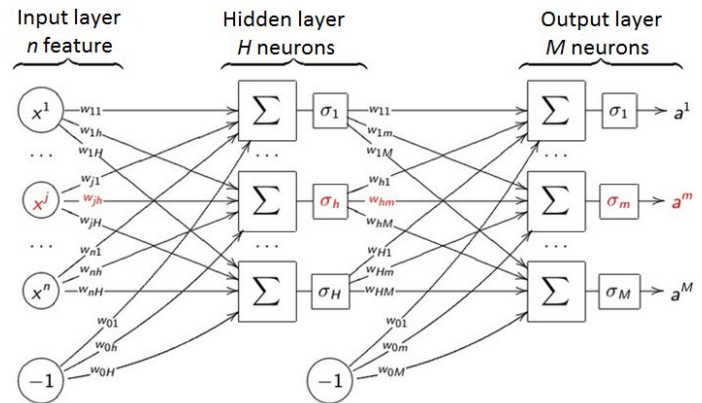 Input layer
n feature
Hidden layer
H neurons
Output layer
M neurons
x¹ w₁₁ Σ σ₁ w₁₁ Σ σ₁ a¹
w₁ₕ w₁ₘ
w₁H w₁M
... ... ...
wⱼ₁ wₕ₁
xʲ wⱼₕ Σ σₕ wₕₘ Σ σₘ aᵐ
wⱼH wₕM
... ... ...
wₙ₁ wH₁
wₙₕ wHₘ
xⁿ wₙH Σ σH wHM Σ σM aᴹ
w₀₁ w₀₁
w₀ₕ w₀ₘ
w₀H w₀M
−1 −1